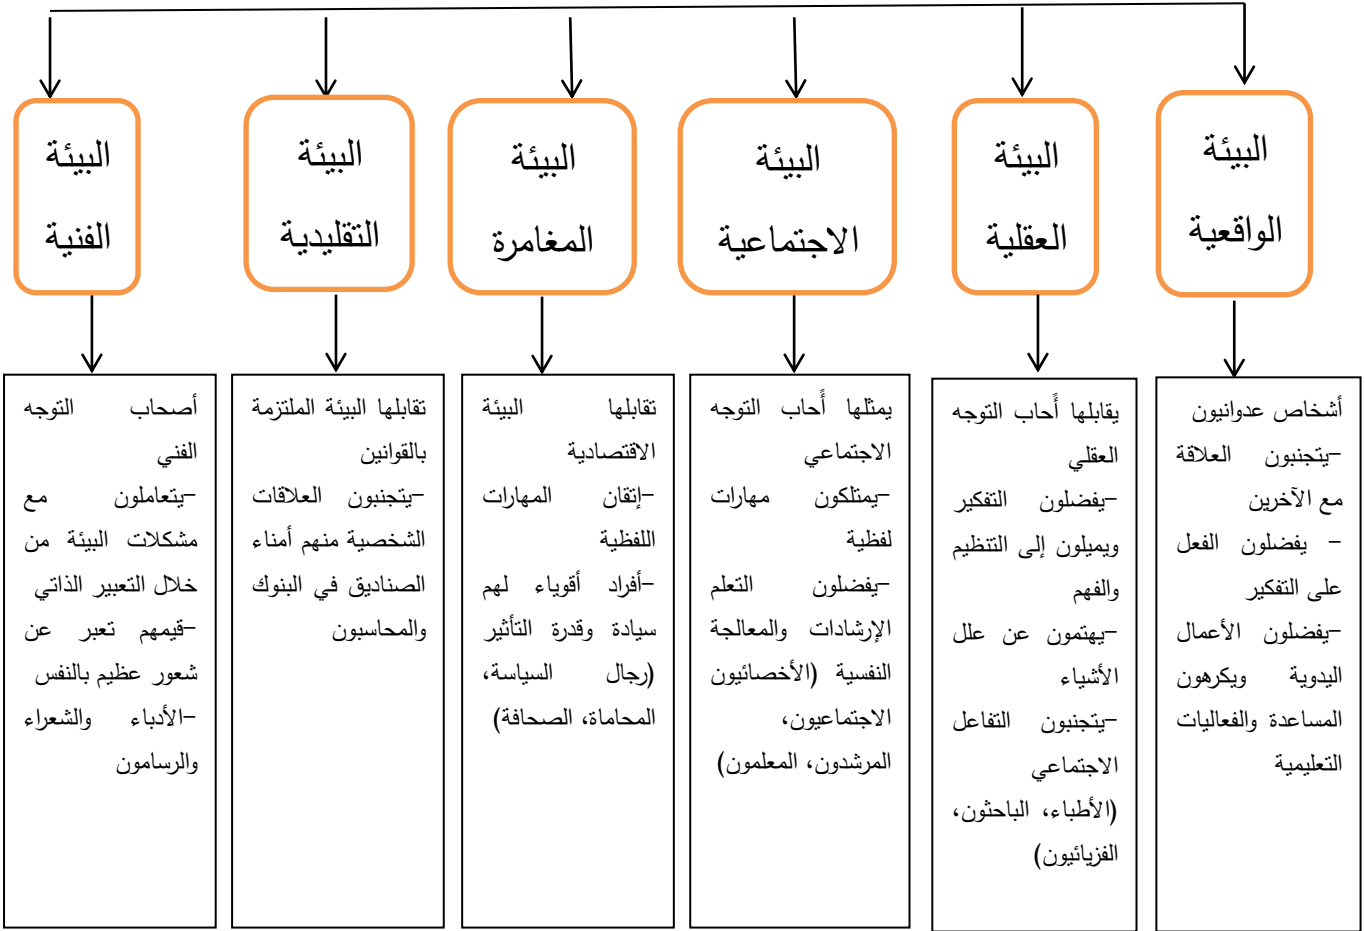 البيئة
الواقعية
البيئة
العقلية
البيئة
الاجتماعية
البيئة
المغامرة
البيئة
التقليدية
البيئة
الفنية
أشخاص عدوانيون
-يتجنبون العلاقة
مع الآخرين
- يفضلون الفعل
على التفكير
-يفضلون الأعمال
اليدوية ويكرهون
المساعدة والفعاليات
التعليمية
يقابلها أَحاب التوجه
العقلي
-يفضلون التفكير
ويميلون إلى التنظيم
والفهم
-يهتمون عن علل
الأشياء
-يتجنبون التفاعل
الاجتماعي
(الأطباء، الباحثون،
الفزيائيون)
يمثلها أَحاب التوجه
الاجتماعي
-يمتلكون مهارات
لفظية
-يفضلون التعلم
الإرشادات والمعالجة
النفسية (الأخصائيون
الاجتماعيون،
المرشدون، المعلمون)
تقابلها البيئة
الاقتصادية
-إتقان المهارات
اللفظية
-أفراد أقوياء لهم
سيادة وقدرة التأثير
(رجال السياسة،
المحاماة، الصحافة)
تقابلها البيئة الملتزمة
بالقوانين
-يتجنبون العلاقات
الشخصية منهم أمناء
الصناديق في البنوك
والمحاسبون
أصحاب التوجه
الفني
-يتعاملون مع
مشكلات البيئة من
خلال التعبير الذاتي
-قيمهم تعبر عن
شعور عظيم بالنفس
-الأدباء والشعراء
والرسامون